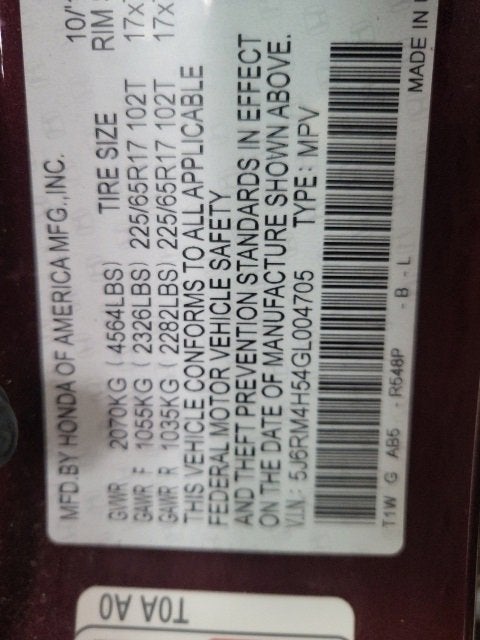 MFD.BY HONDA OF AMERICA MFG.,INC. 10/
TIRE SIZE RIM
GVWR 2070KG ( 4564LBS)
GAWR F 1055KG ( 2326LBS) 225/65R17 102T 17x
GAWR R 1035KG ( 2282LBS) 225/65R17 102T 17x
THIS VEHICLE CONFORMS TO ALL APPLICABLE
FEDERAL MOTOR VEHICLE SAFETY
AND THEFT PREVENTION STANDARDS IN EFFECT
ON THE DATE OF MANUFACTURE SHOWN ABOVE.
V.I.N.: 5J6RM4H54GL004705 TYPE: MPV
T1W G AB5 - R548P - B - L MADE IN
T0A A0